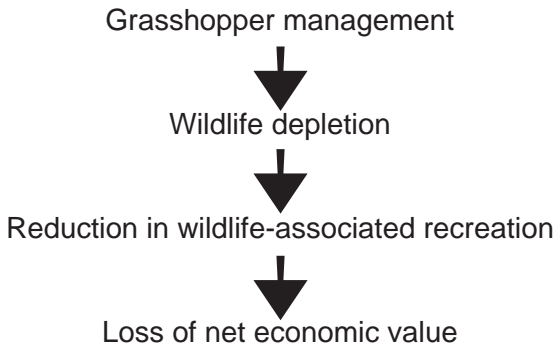 Grasshopper management
Wildlife depletion
Reduction in wildlife-associated recreation
Loss of net economic value